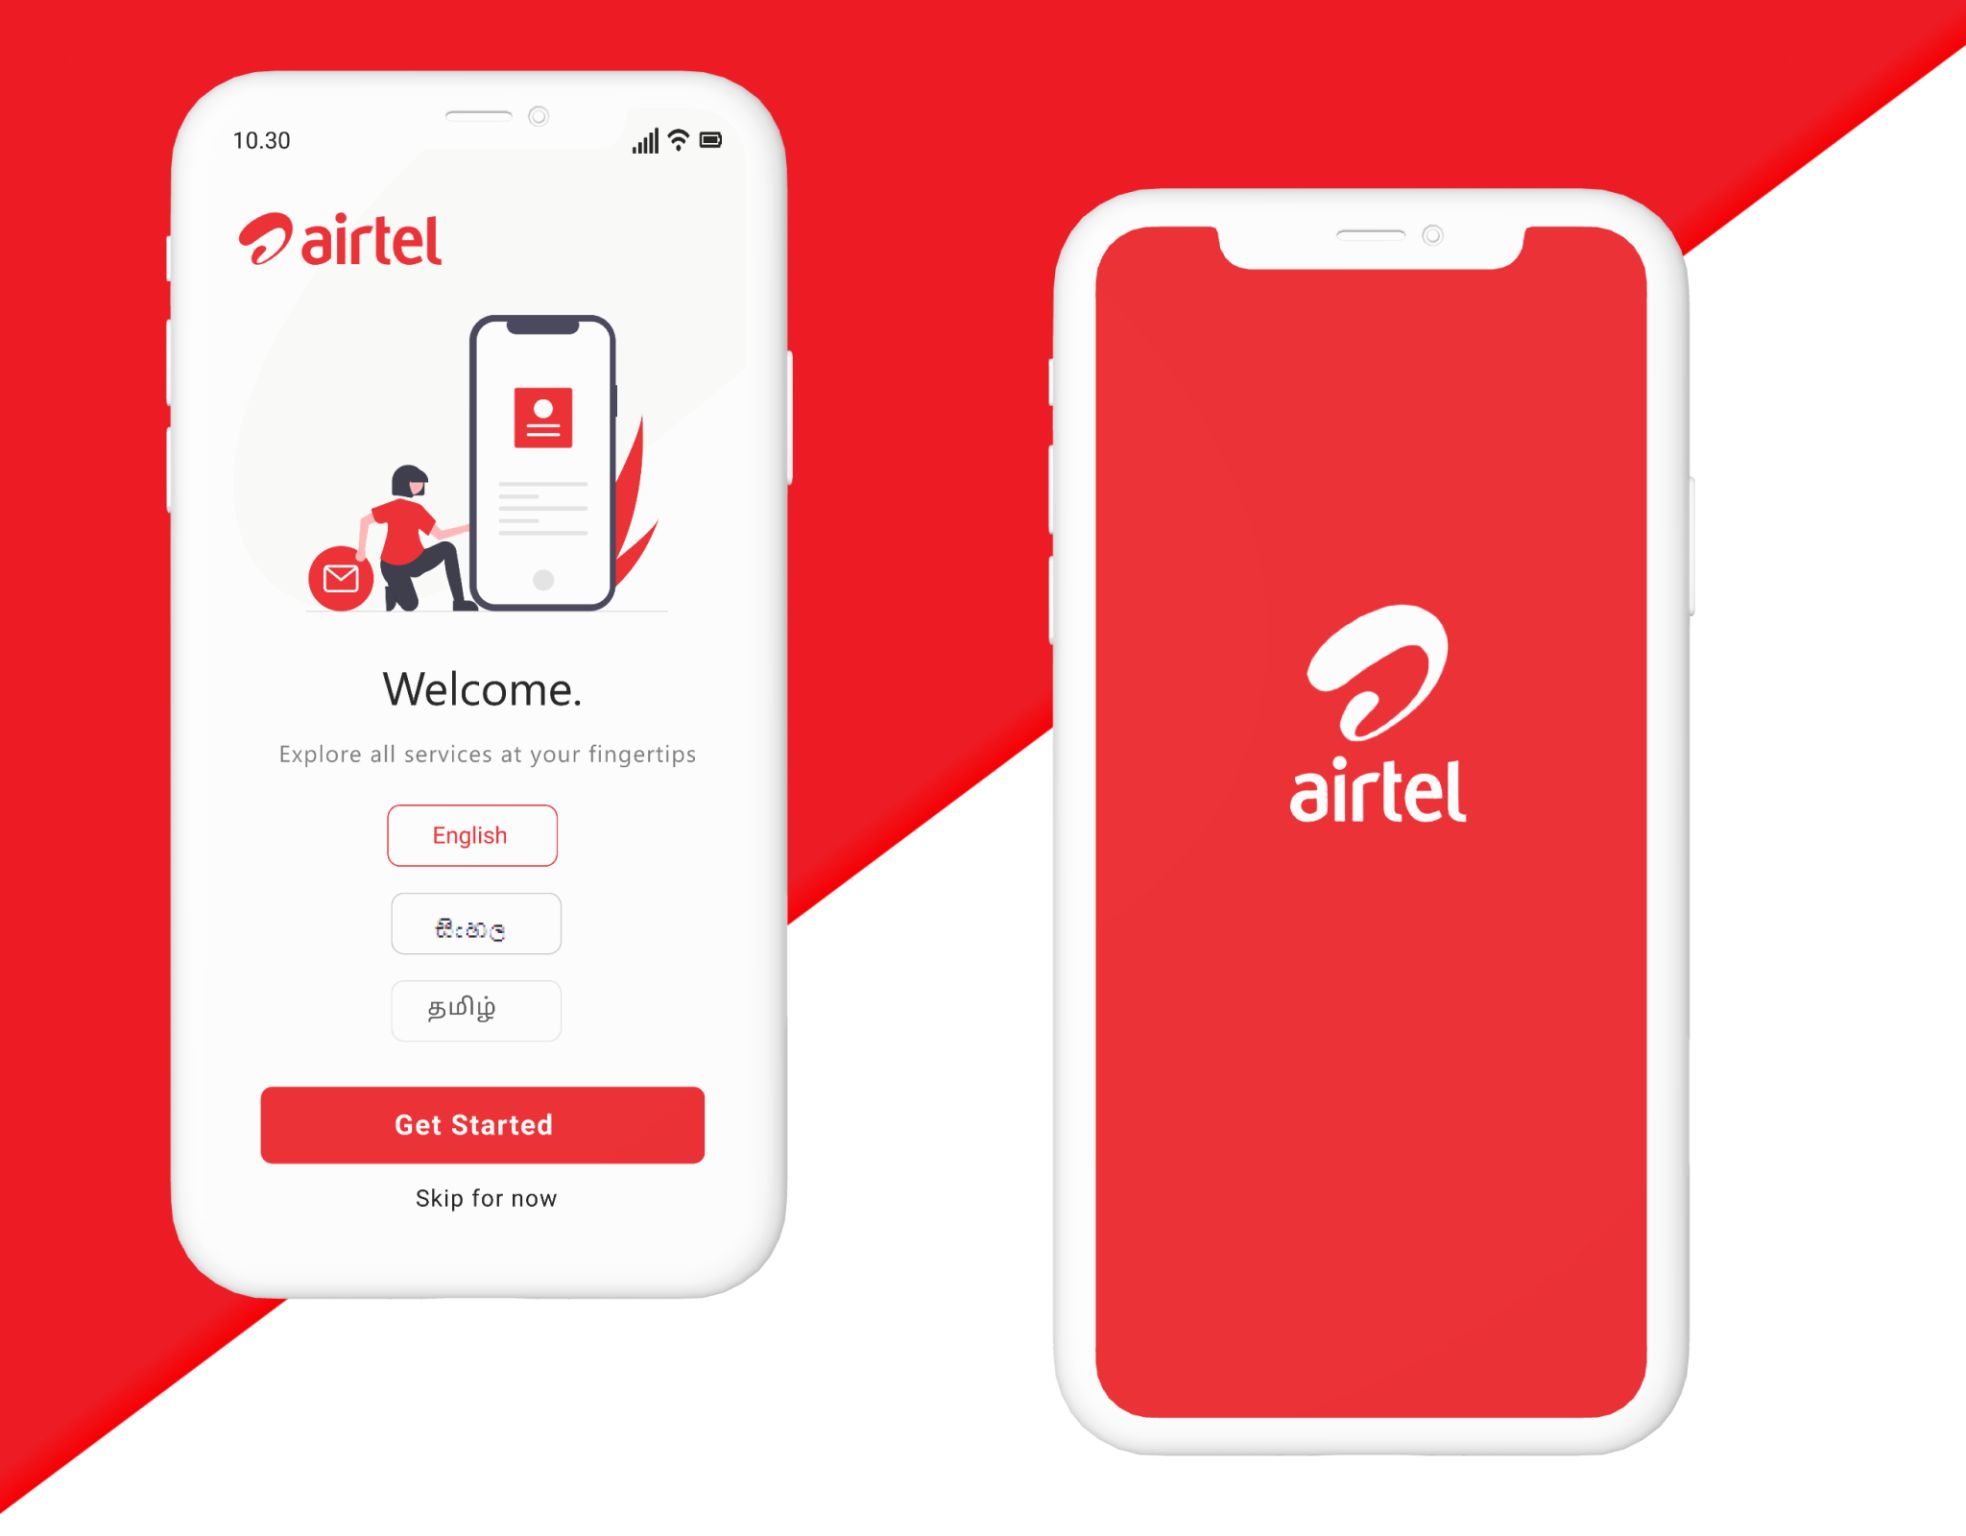 10.30
airtel
Welcome.
Explore all services at your fingertips
English
සිංහල
தமிழ்
Get Started
Skip for now
airtel